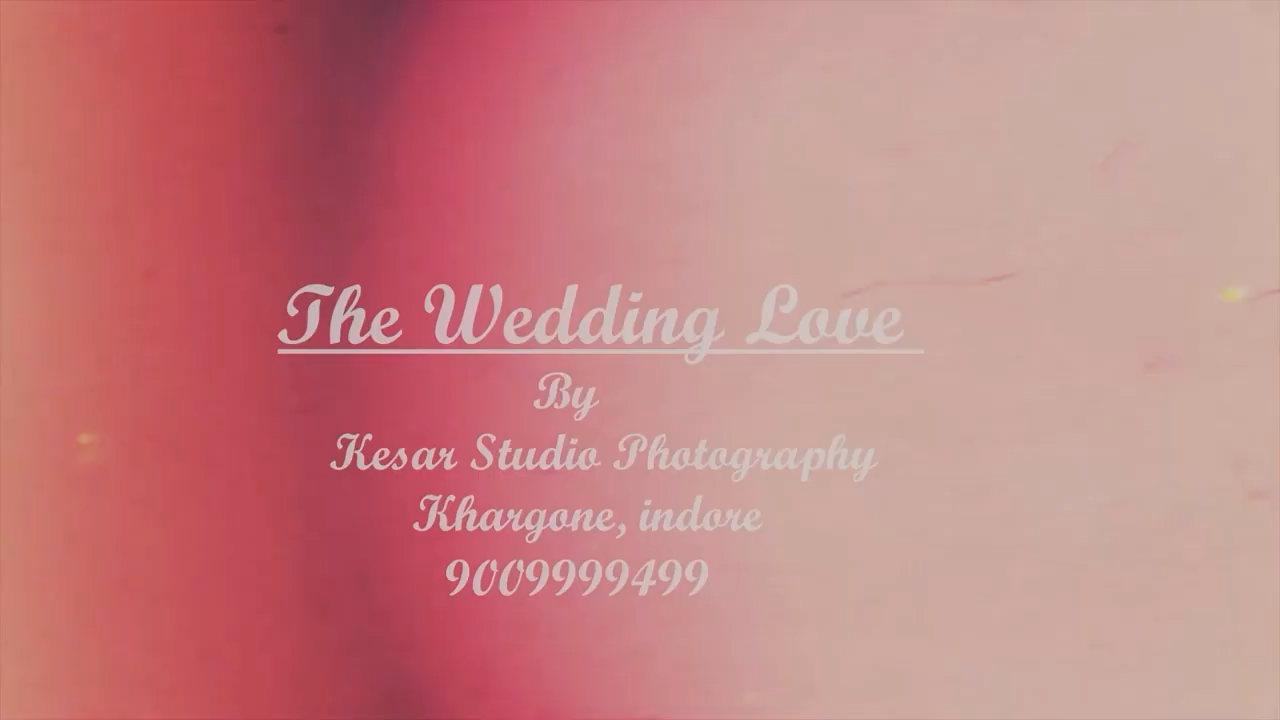 The Wedding Love
By
Kesar Studio Photography
Khargone, indore
9009999499